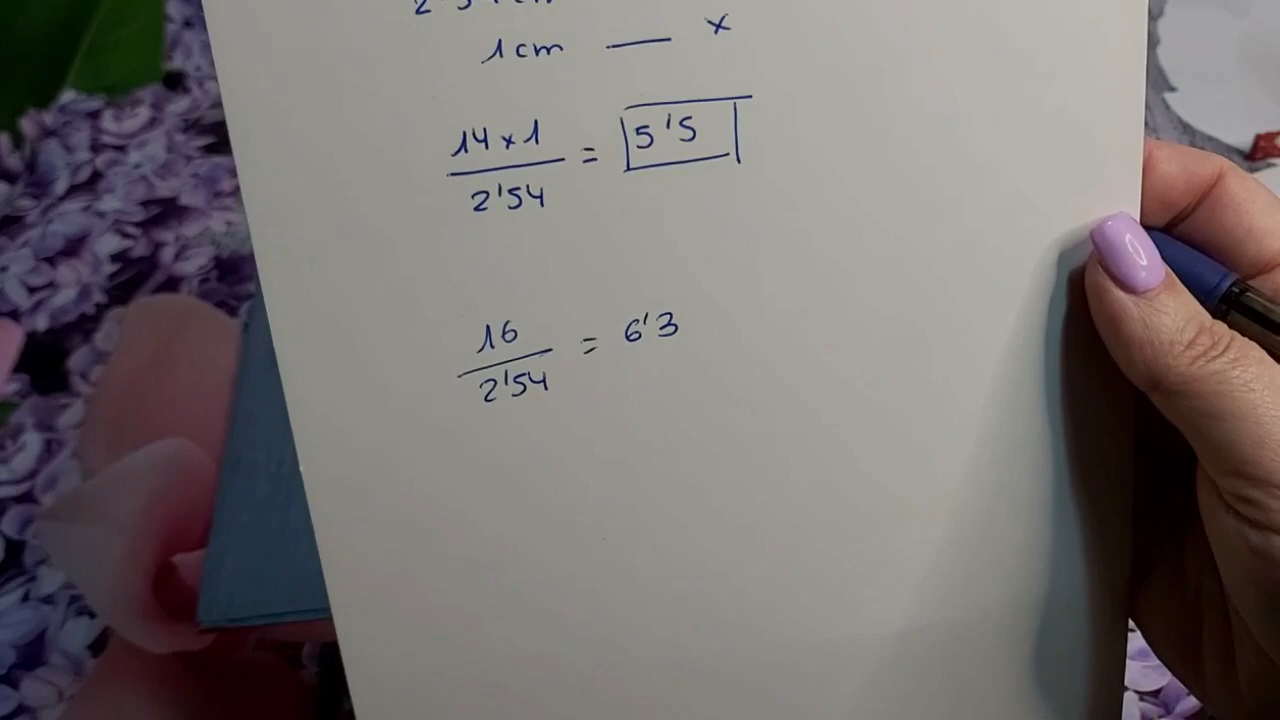 1cm — x
14 x 1 / 2'54 = 5'5
16 / 2'54 = 6'3